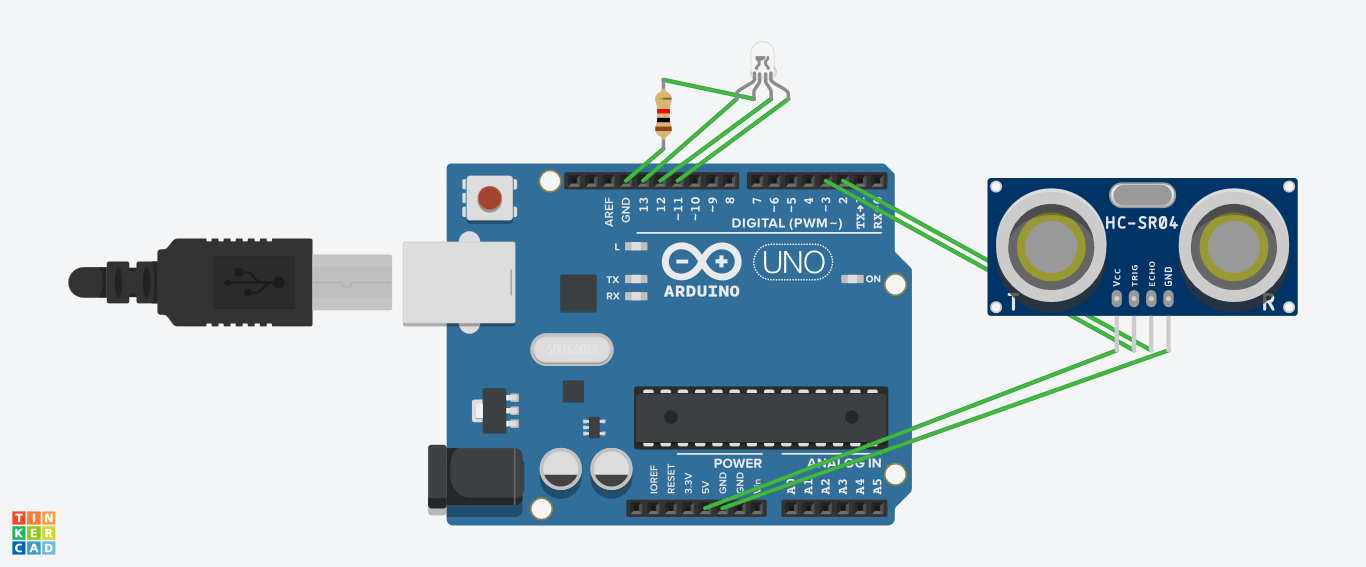 AREF
GND
13
12
~11
~10
~9
8
7
~6
~5
4
~3
2
TX→
RX
DIGITAL (PWM~)
L
TX
RX
ARDUINO
UNO
ON
SPK16.000G
HC-SR04
Vcc
TRIG
ECHO
GND
T
R
POWER
ANALOG IN
IOREF
RESET
3.3V
5V
GND
GND
Vin
A0
A1
A2
A3
A4
A5
TIN
KER
CAD